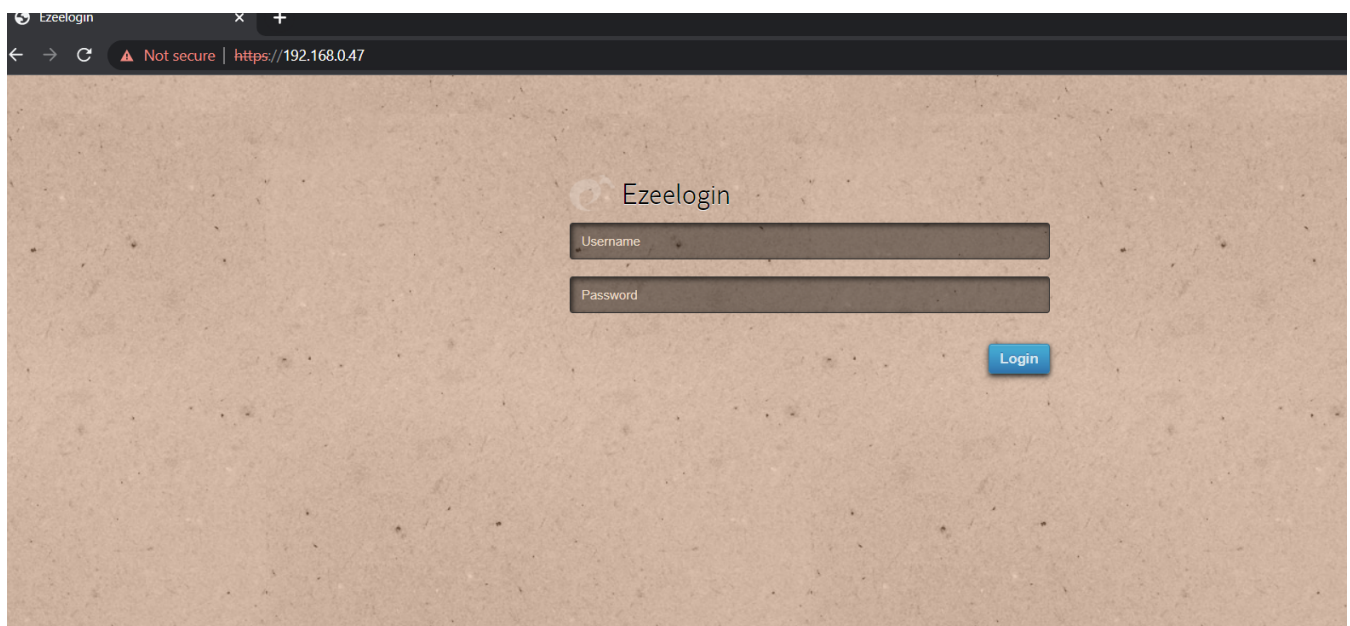 Ezeelogin
Not secure | https://192.168.0.47
Ezeelogin
Username
Password
Login